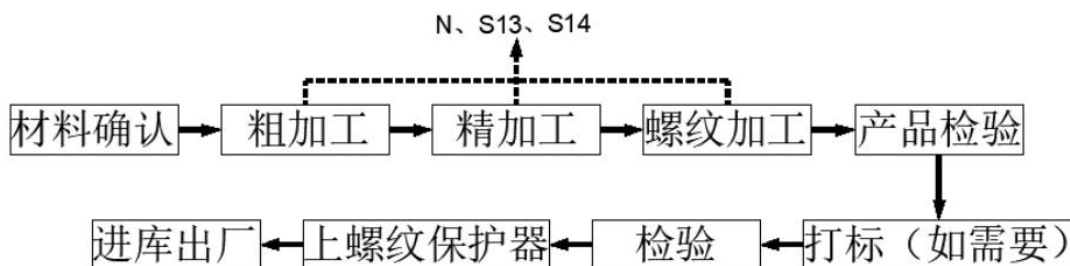 N、S13、S14
材料确认 粗加工 精加工 螺纹加工 产品检验
进库出厂 上螺纹保护器 检验 打标（如需要）